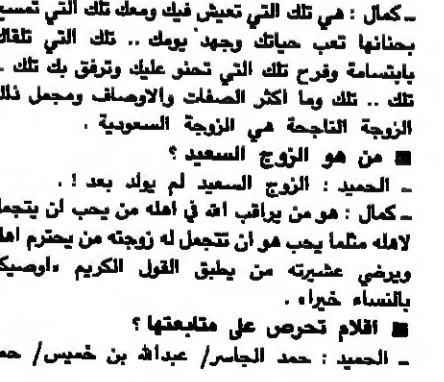 ـ كمال : هي تلك التي تعيش فيك ومعك تلك التي تمسح
بحنانها تعب حياتك وجهد يومك .. تلك التي تلقاك
بابتسامة وفرح تلك التي تحنو عليك وترفق بك تلك ..
تلك .. تلك وما اكثر الصفات والاوصاف ومجمل ذلك
الزوجة الناجحة هي الزوجة السعودية .
■ من هو الزوج السعيد ؟
ـ الحميد : الزوج السعيد لم يولد بعد ! .
ـ كمال : هو من يراقب الله في اهله من يحب ان يتجمل
لاهله مثلما يحب هو ان تتجمل له زوجته من يحترم اهله
ويرضي عشيرته من يطبق القول الكريم «اوصيكم
بالنساء خيرا» .
■ اقلام تحرص على متابعتها ؟
ـ الحميد : حمد الجاسر/ عبدالله بن خميس/